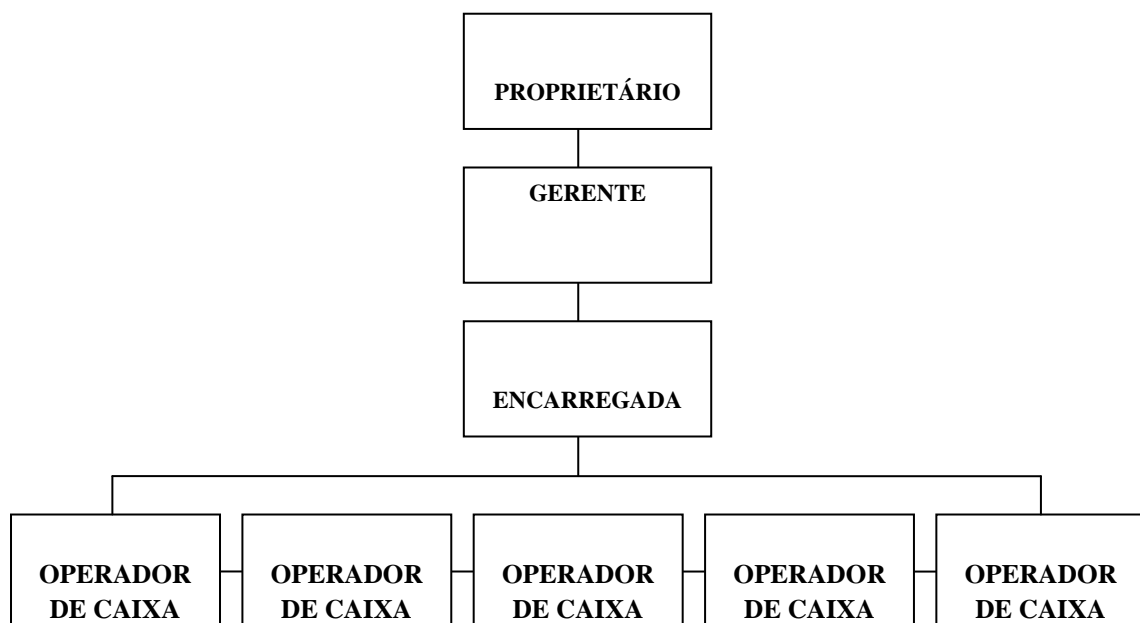 PROPRIETÁRIO
GERENTE
ENCARREGADA
OPERADOR
DE CAIXA
OPERADOR
DE CAIXA
OPERADOR
DE CAIXA
OPERADOR
DE CAIXA
OPERADOR
DE CAIXA